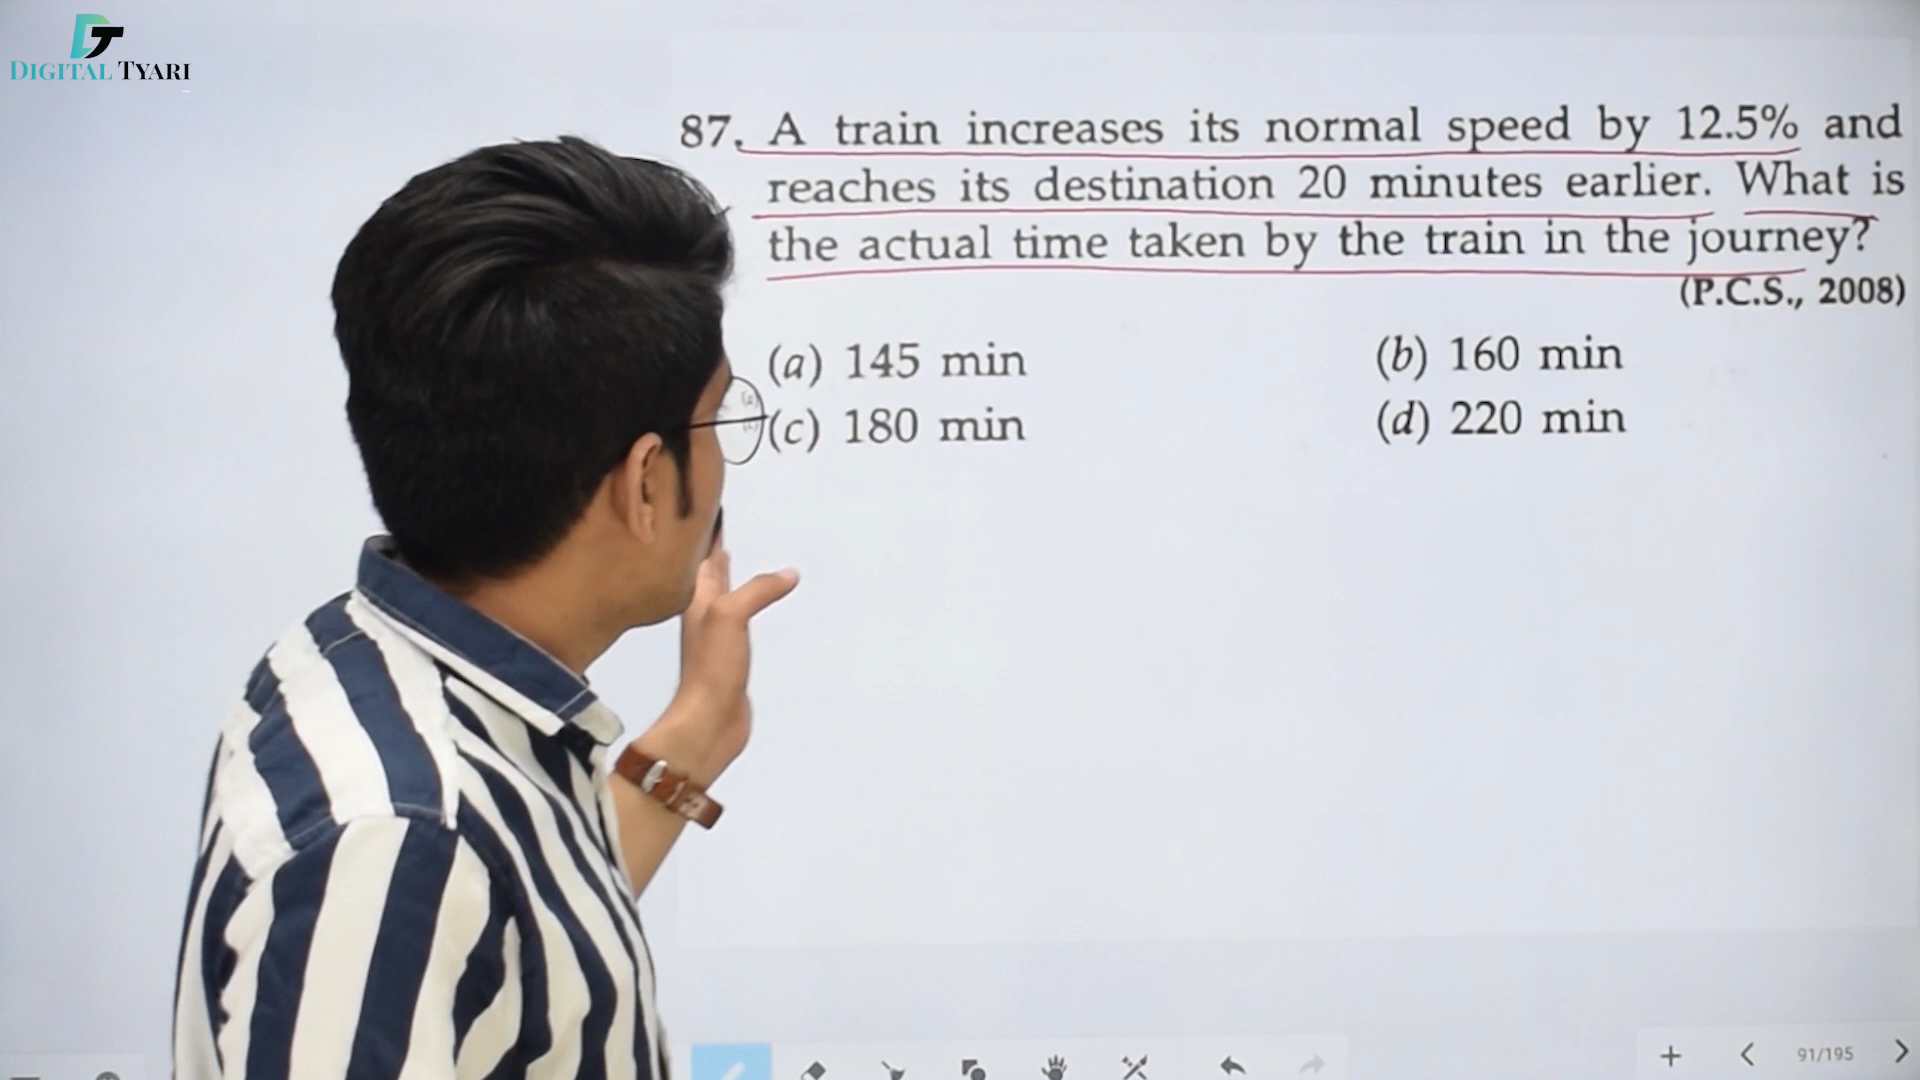 DT
DIGITAL TYARI
87. A train increases its normal speed by 12.5% and
reaches its destination 20 minutes earlier. What is
the actual time taken by the train in the journey?
(P.C.S., 2008)
(a) 145 min (b) 160 min
(c) 180 min (d) 220 min
91/195